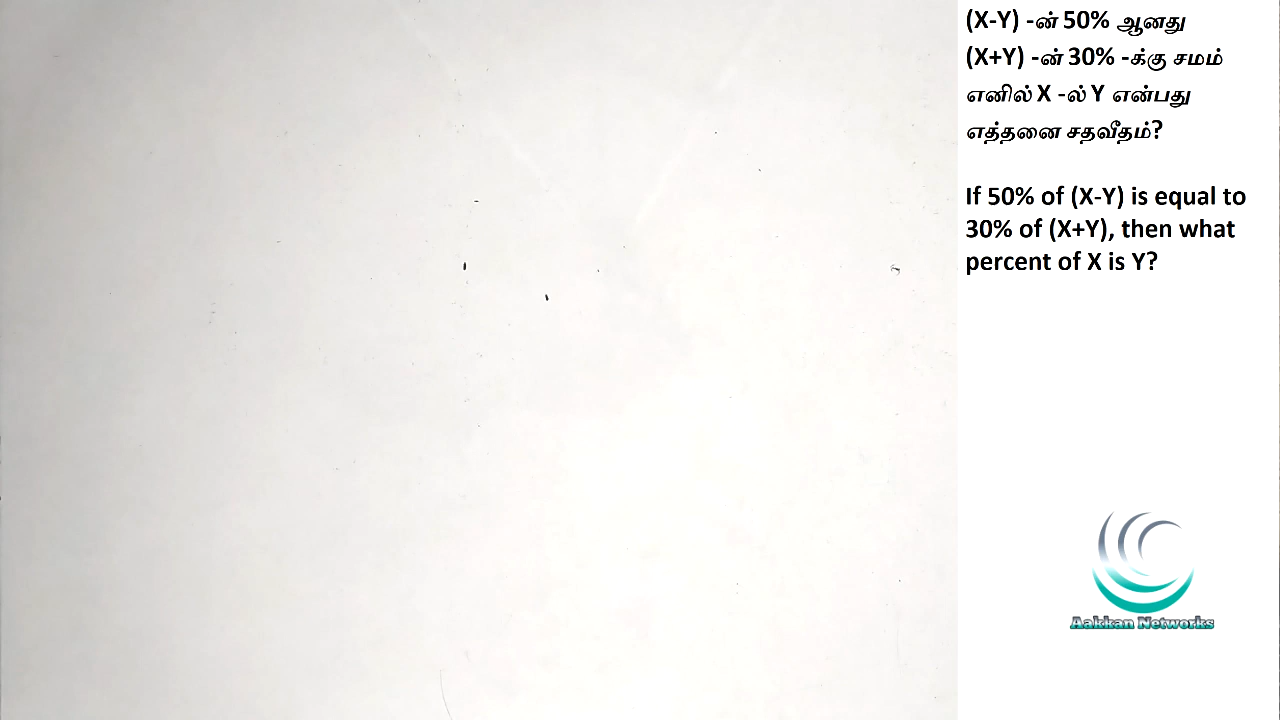 (X-Y) -ன் 50% ஆனது
(X+Y) -ன் 30% -க்கு சமம்
எனில் X -ல் Y என்பது
எத்தனை சதவீதம்?
If 50% of (X-Y) is equal to
30% of (X+Y), then what
percent of X is Y?
Aakkan Networks